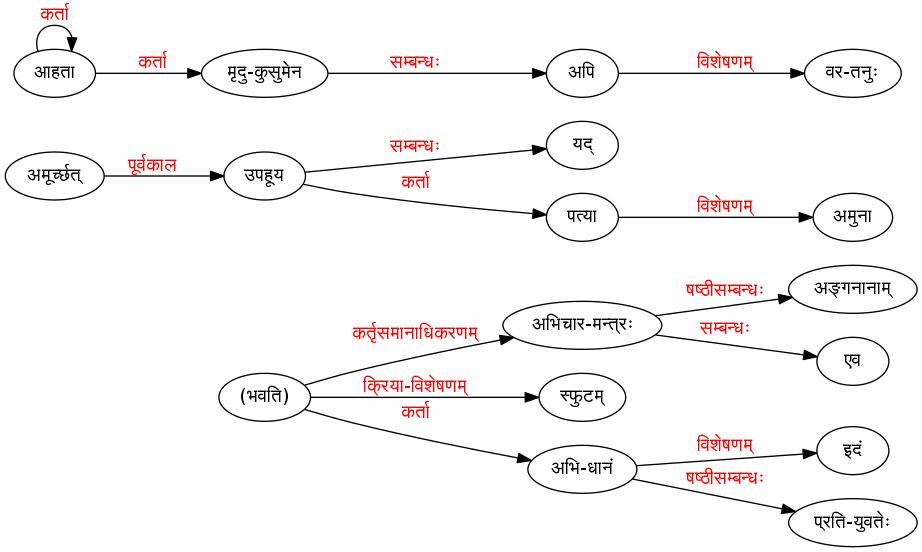 कर्ता
आहता कर्ता मृदु-कुसुमेन सम्बन्धः अपि विशेषणम् वर-तनुः
अमूर्च्छत् पूर्वकाल उपहूय सम्बन्धः यद्
कर्ता पत्या विशेषणम् अमुना
(भवति) कर्तृसमानाधिकरणम् अभिचार-मन्त्रः षष्ठीसम्बन्धः अङ्गनानाम्
सम्बन्धः एव
क्रिया-विशेषणम् स्फुटम्
कर्ता अभि-धानं विशेषणम् इदं
षष्ठीसम्बन्धः प्रति-युवतेः